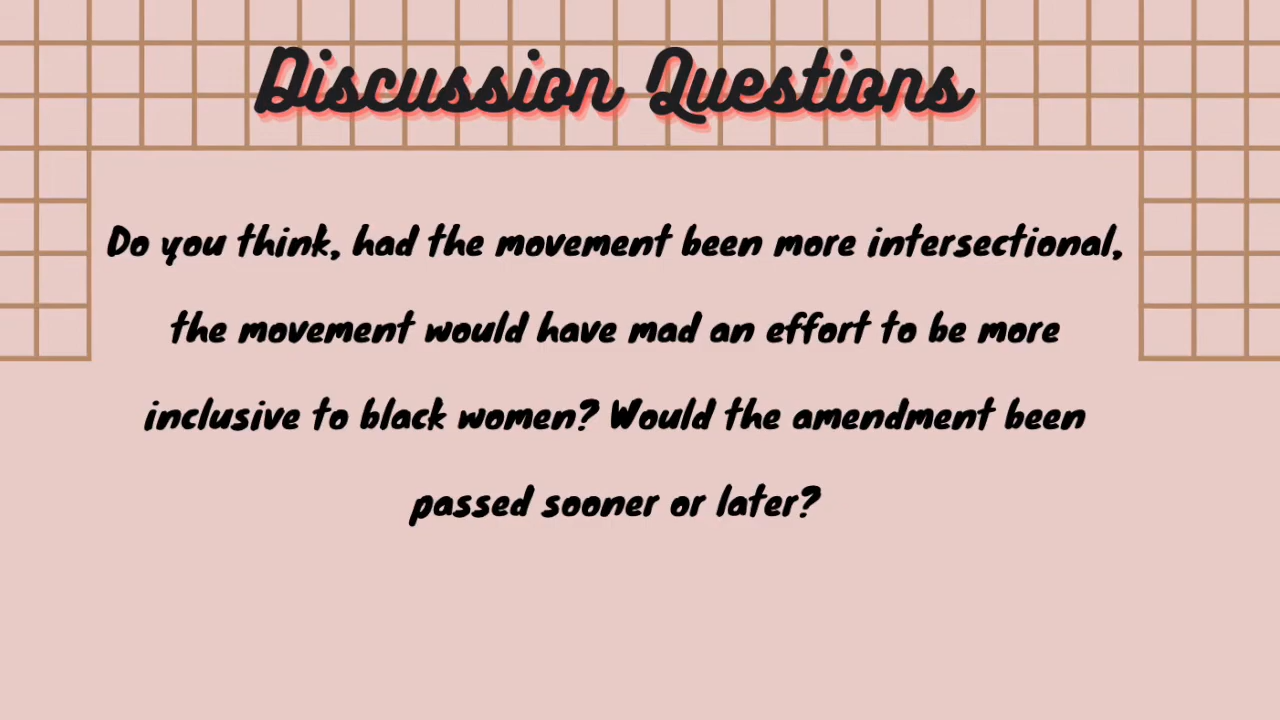 Discussion Questions
Do you think, had the movement been more intersectional,
the movement would have mad an effort to be more
inclusive to black women? Would the amendment been
passed sooner or later?